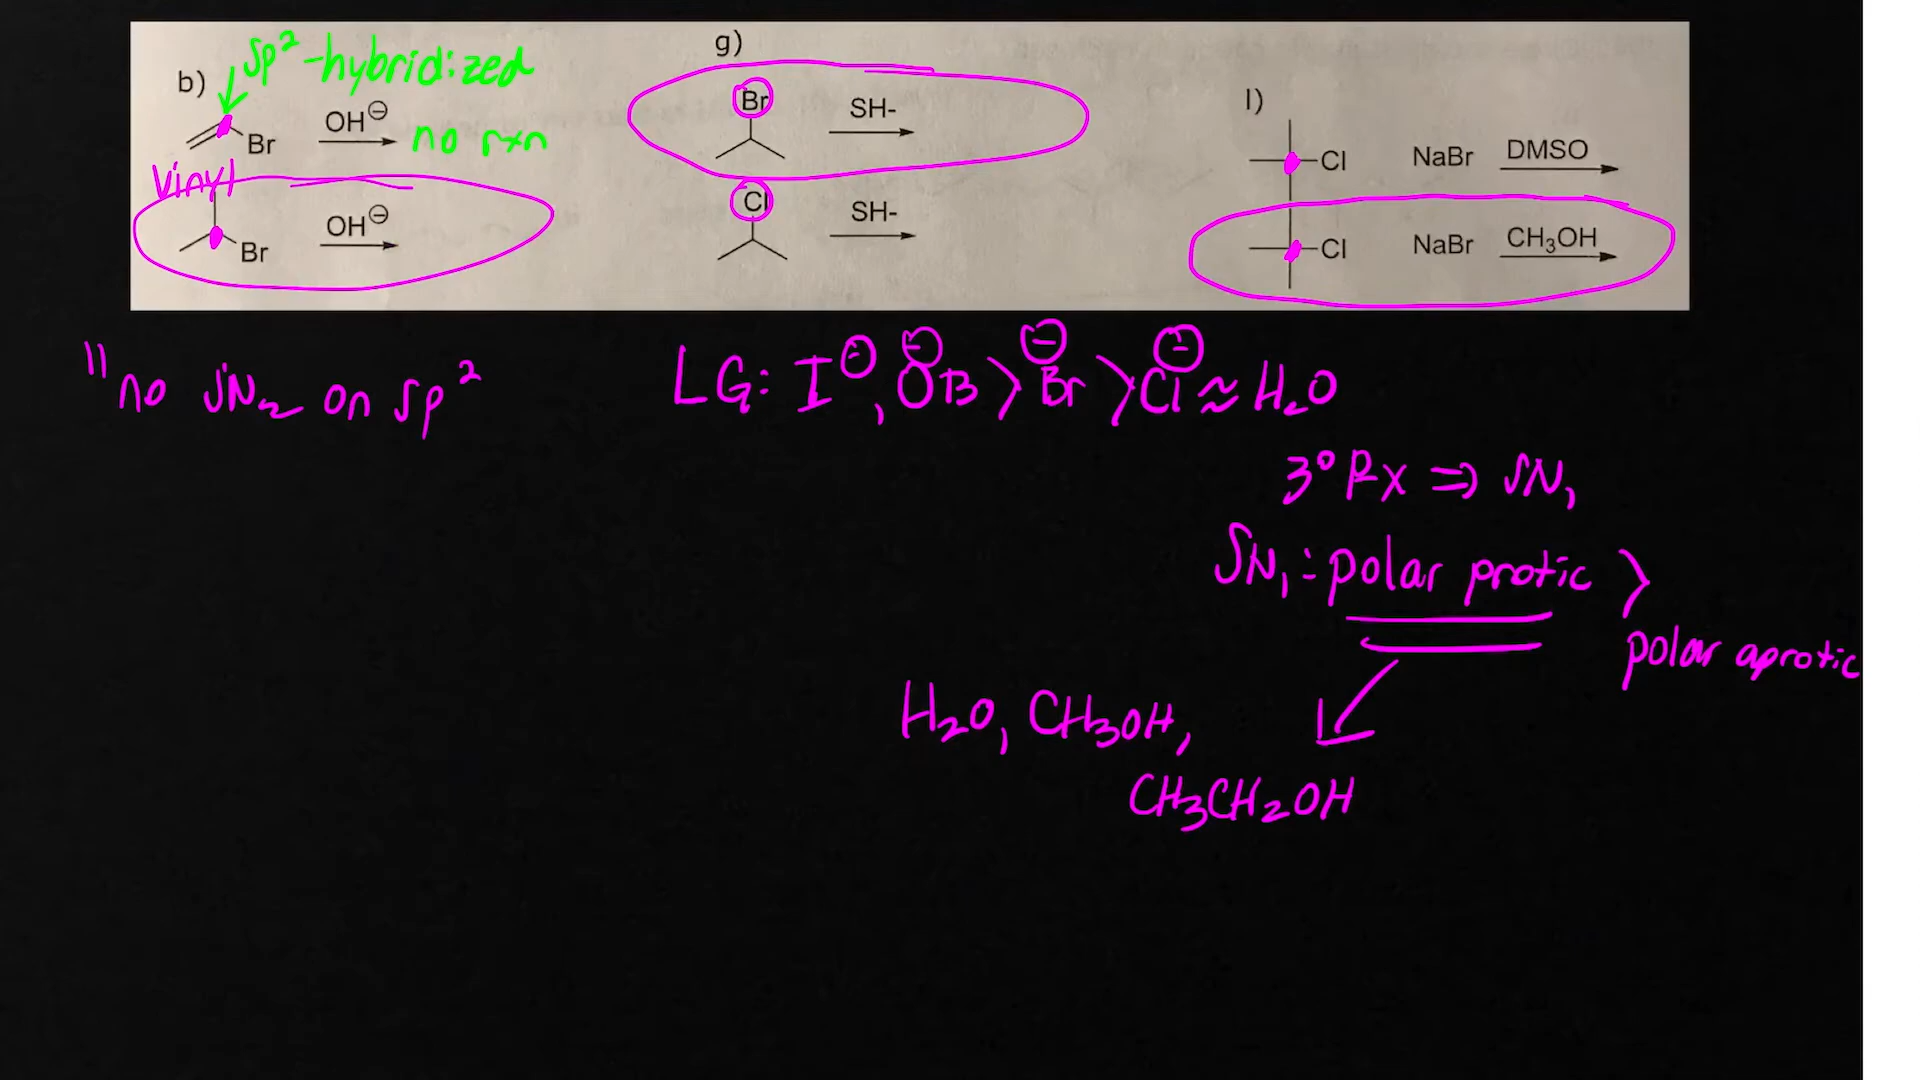 b)
sp²-hybridized
Br
OH⊖
no rxn
Vinyl
Br
OH⊖
g)
Br
SH-
Cl
SH-
l)
Cl NaBr DMSO
Cl NaBr CH₃OH
"no SN₂ on sp²
LG: I⊖, OTs⊖ > Br⊖ > Cl⊖ ≈ H₂O
3° RX ⇒ SN₁
SN₁: polar protic >
polar aprotic
H₂O, CH₃OH,
CH₃CH₂OH